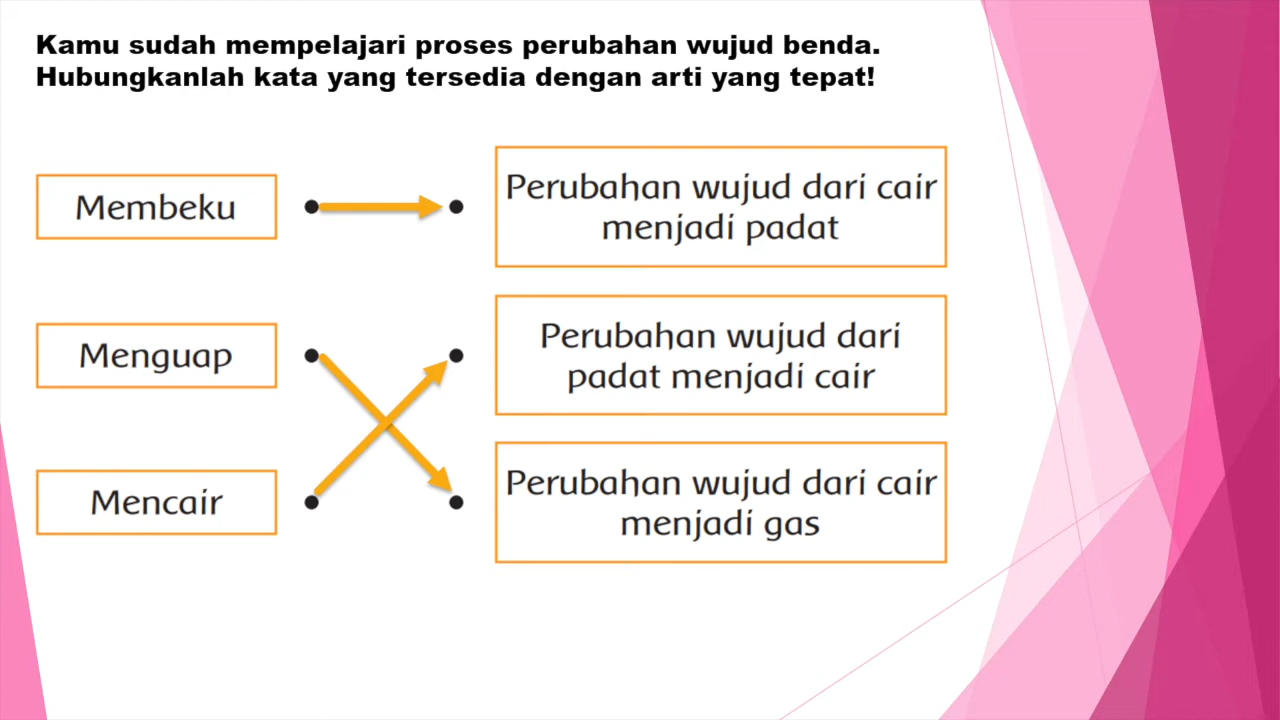 Kamu sudah mempelajari proses perubahan wujud benda.
Hubungkanlah kata yang tersedia dengan arti yang tepat!
Membeku
Perubahan wujud dari cair
menjadi padat
Menguap
Perubahan wujud dari
padat menjadi cair
Mencair
Perubahan wujud dari cair
menjadi gas